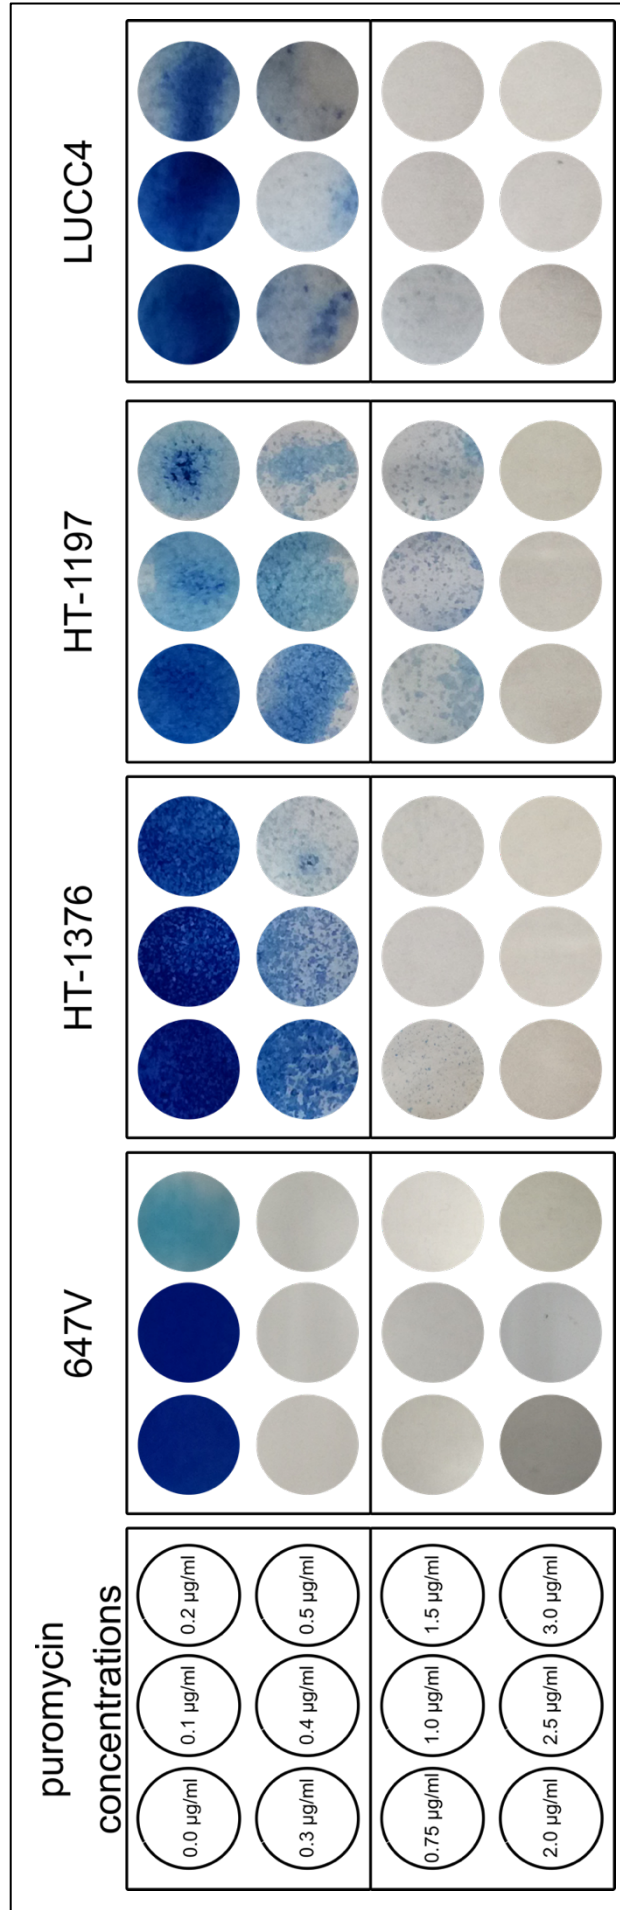 puromycin
concentrations
0.0 µg/ml
0.1 µg/ml
0.2 µg/ml
0.3 µg/ml
0.4 µg/ml
0.5 µg/ml
0.75 µg/ml
1.0 µg/ml
1.5 µg/ml
2.0 µg/ml
2.5 µg/ml
3.0 µg/ml
647V
HT-1376
HT-1197
LUCC4